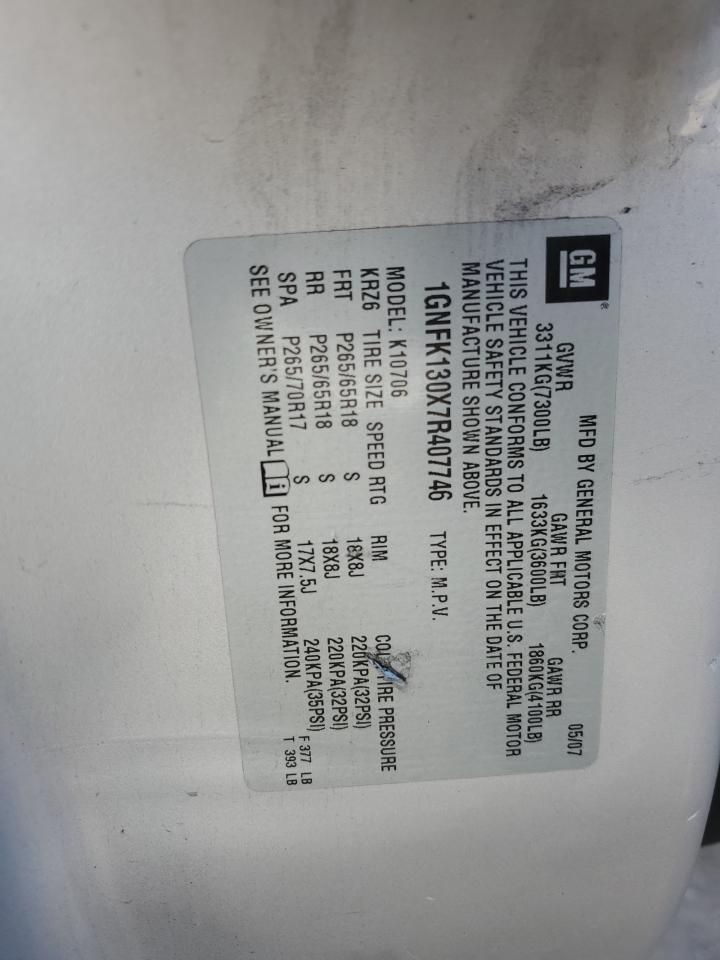 GM®
MFD BY GENERAL MOTORS CORP. 05/07
GVWR GAWR FRT GAWR RR
3311KG(7300LB) 1633KG(3600LB) 1860KG(4100LB)
THIS VEHICLE CONFORMS TO ALL APPLICABLE U.S. FEDERAL MOTOR
VEHICLE SAFETY STANDARDS IN EFFECT ON THE DATE OF
MANUFACTURE SHOWN ABOVE.
1GNFK130X7R407746 TYPE: M.P.V.
MODEL: K10706
KRZ6 TIRE SIZE SPEED RTG RIM COLD TIRE PRESSURE
FRT P265/65R18 S 18X8J 220KPA(32PSI)
RR P265/65R18 S 18X8J 220KPA(32PSI)
SPA P265/70R17 S 17X7.5J 240KPA(35PSI)
SEE OWNER'S MANUAL i FOR MORE INFORMATION.
F 377 LB
T 393 LB